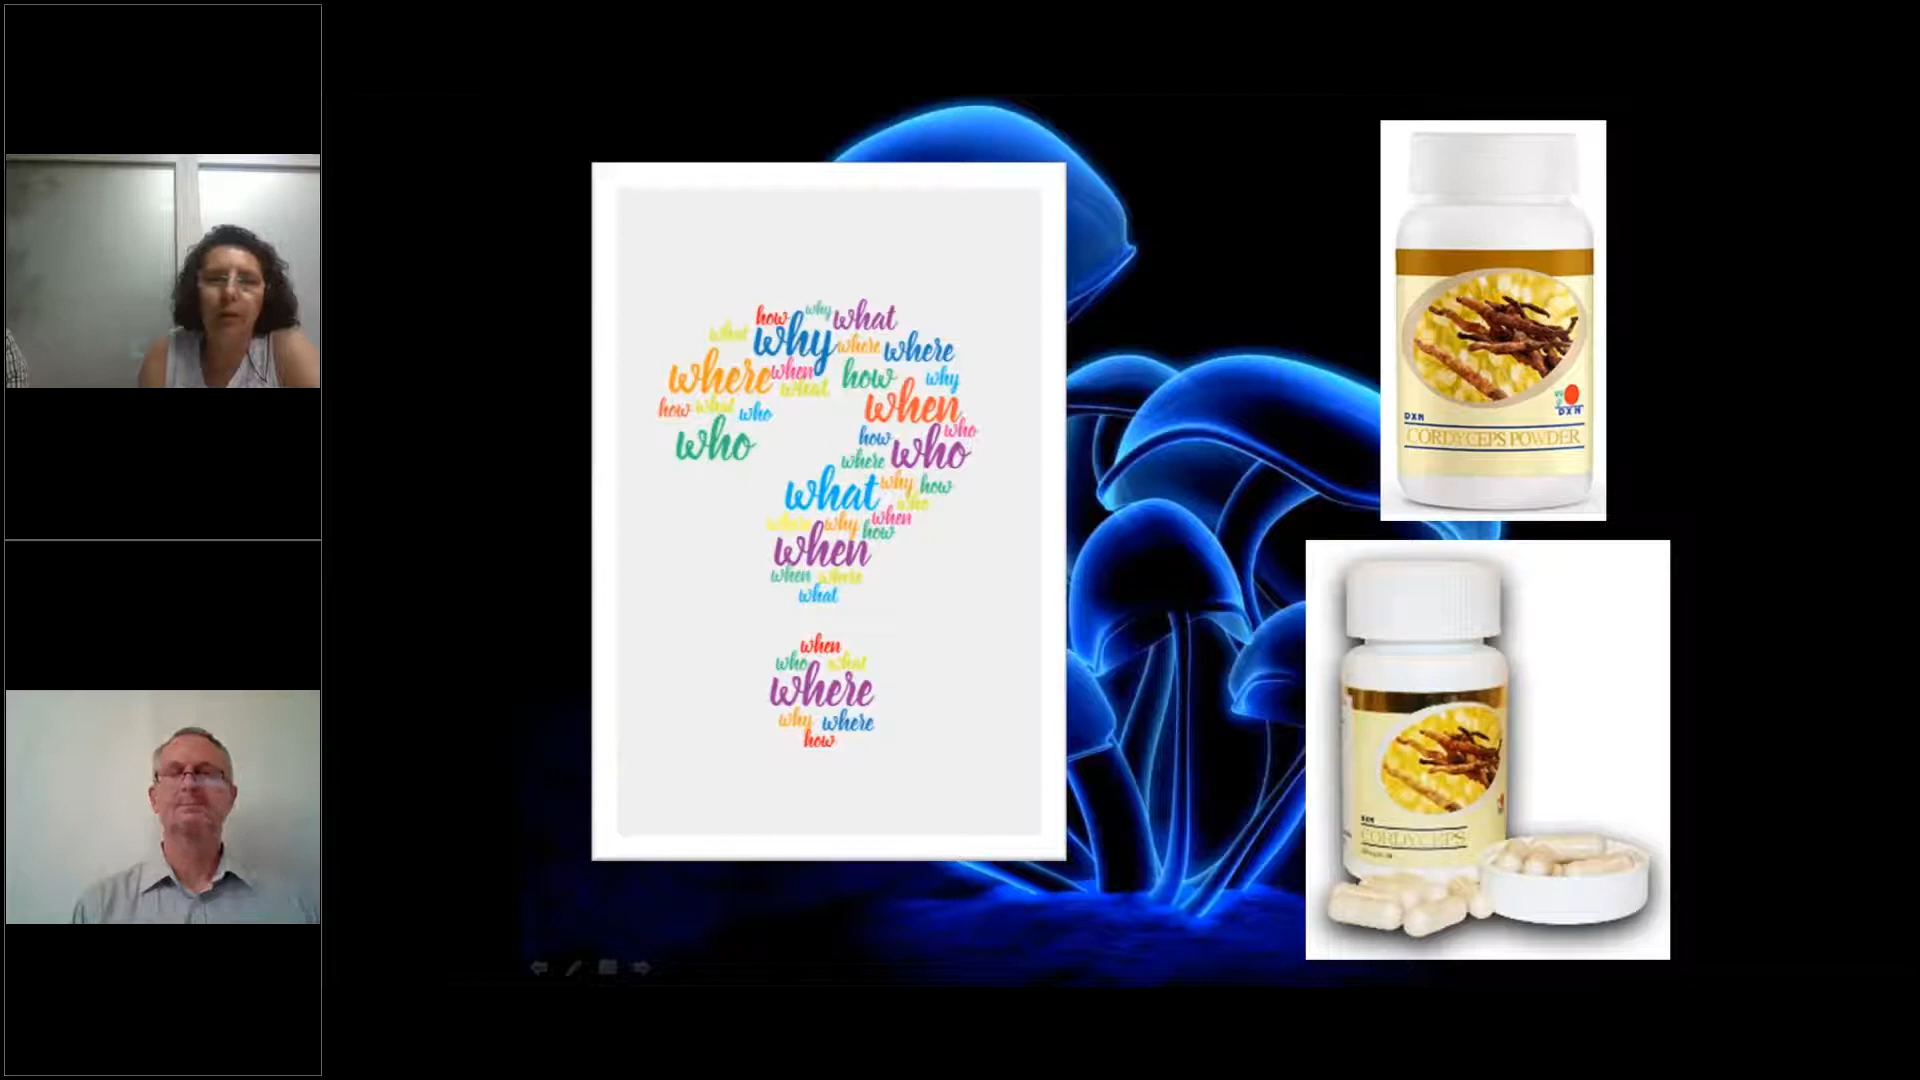 how why what
what why where where
where when what how why
how what who when
who how who who
where
what why how
who
where why when how
when
when where
what
when
who what
where
why where
how
DXN
DXN
CORDYCEPS POWDER
DXN
CORDYCEPS